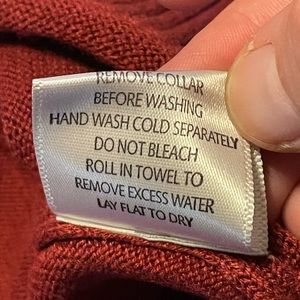 REMOVE COLLAR
BEFORE WASHING
HAND WASH COLD SEPARATELY
DO NOT BLEACH
ROLL IN TOWEL TO
REMOVE EXCESS WATER
LAY FLAT TO DRY